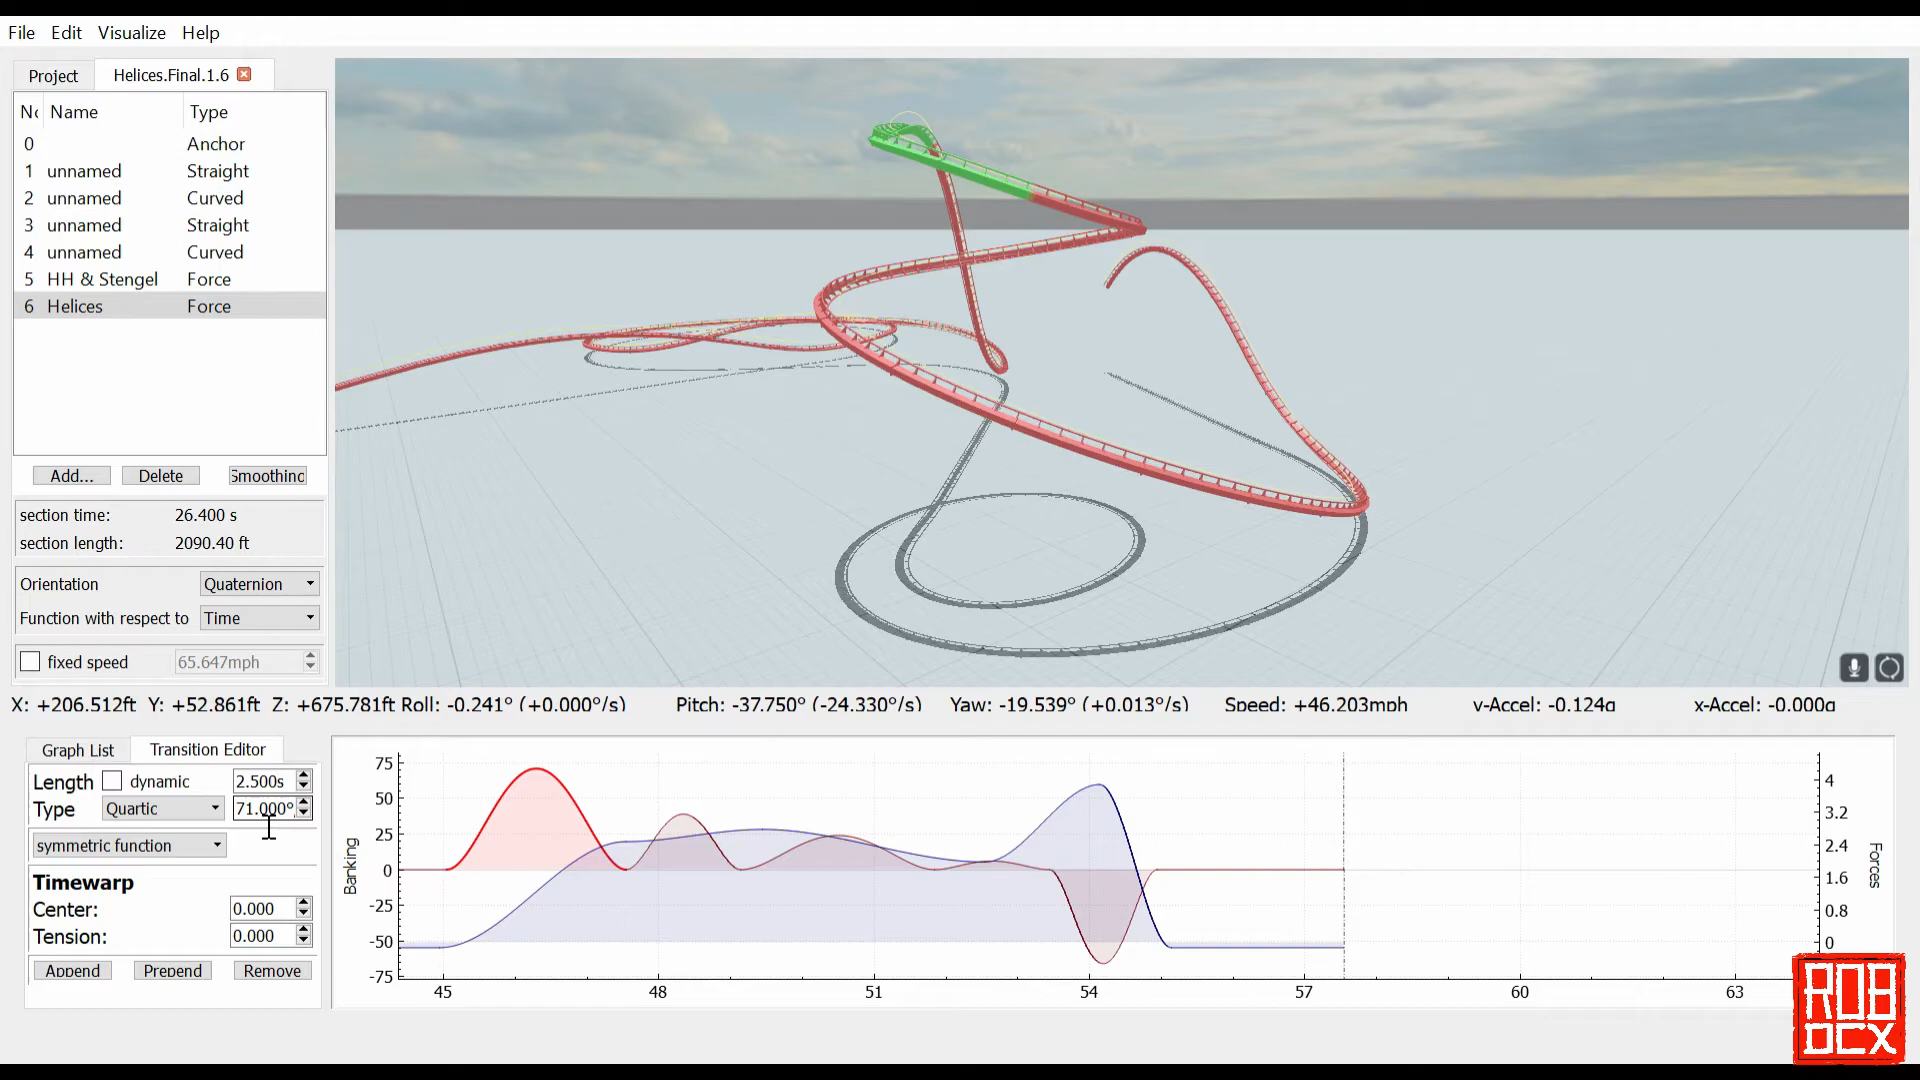 File Edit Visualize Help
Project Helices.Final.1.6
Name Type
0 Anchor
1 unnamed Straight
2 unnamed Curved
3 unnamed Straight
4 unnamed Curved
5 HH & Stengel Force
6 Helices Force
Add... Delete Smoothing
section time: 26.400 s
section length: 2090.40 ft
Orientation Quaternion
Function with respect to Time
fixed speed 65.647mph
X: +206.512ft Y: +52.861ft Z: +675.781ft Roll: -0.241° (+0.000°/s) Pitch: -37.750° (-24.330°/s) Yaw: -19.539° (+0.013°/s) Speed: +46.203mph v-Accel: -0.124g x-Accel: -0.000g
Graph List Transition Editor
Length dynamic 2.500s
Type Quartic 71.000°
symmetric function
Timewarp
Center: 0.000
Tension: 0.000
Append Prepend Remove
Banking
75
50
25
0
-25
-50
-75
45 48 51 54 57 60 63
4
3.2
2.4
1.6
0.8
0
Forces
ROB
DCX